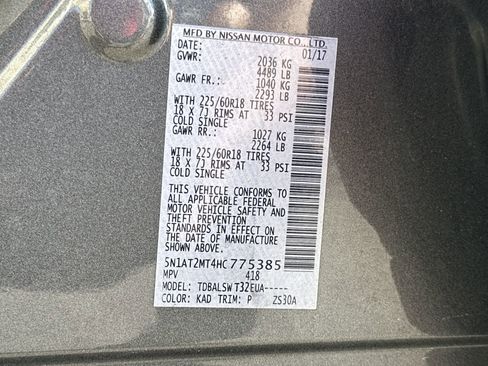 MFD BY NISSAN MOTOR CO., LTD.
DATE: 01/17
GVWR: 2036 KG
4489 LB
GAWR FR.: 1040 KG
2293 LB
WITH 225/60R18 TIRES
18 X 7J RIMS AT 33 PSI
COLD SINGLE
GAWR RR.: 1027 KG
2264 LB
WITH 225/60R18 TIRES
18 X 7J RIMS AT 33 PSI
COLD SINGLE
THIS VEHICLE CONFORMS TO
ALL APPLICABLE FEDERAL
MOTOR VEHICLE SAFETY AND
THEFT PREVENTION
STANDARDS IN EFFECT ON
THE DATE OF MANUFACTURE
SHOWN ABOVE.
5N1AT2MT4HC775385
MPV 418
MODEL: TDBALSW T32EUA-----
COLOR: KAD TRIM: P ZS30A